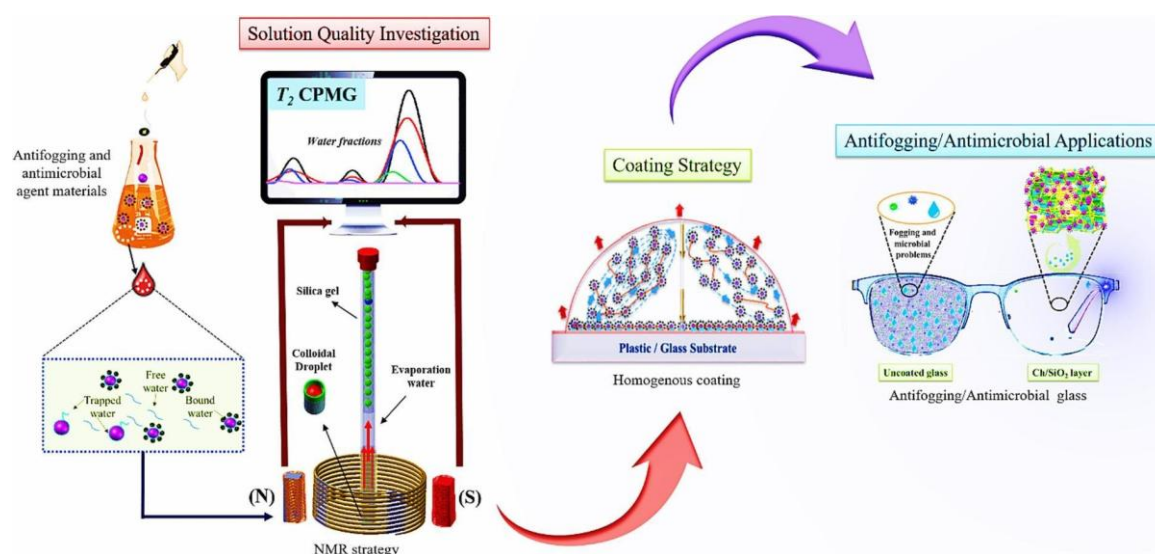 Solution Quality Investigation
T₂ CPMG
Water fractions
Antifogging and
antimicrobial
agent materials
Silica gel
Colloidal
Droplet
Evaporation
water
Free
water
Trapped
water
Bound
water
(N)
(S)
NMR strategy
Coating Strategy
Plastic / Glass Substrate
Homogenous coating
Antifogging/Antimicrobial Applications
Fogging and
microbial
problems
Uncoated glass
Ch/SiO₂ layer
Antifogging/Antimicrobial glass